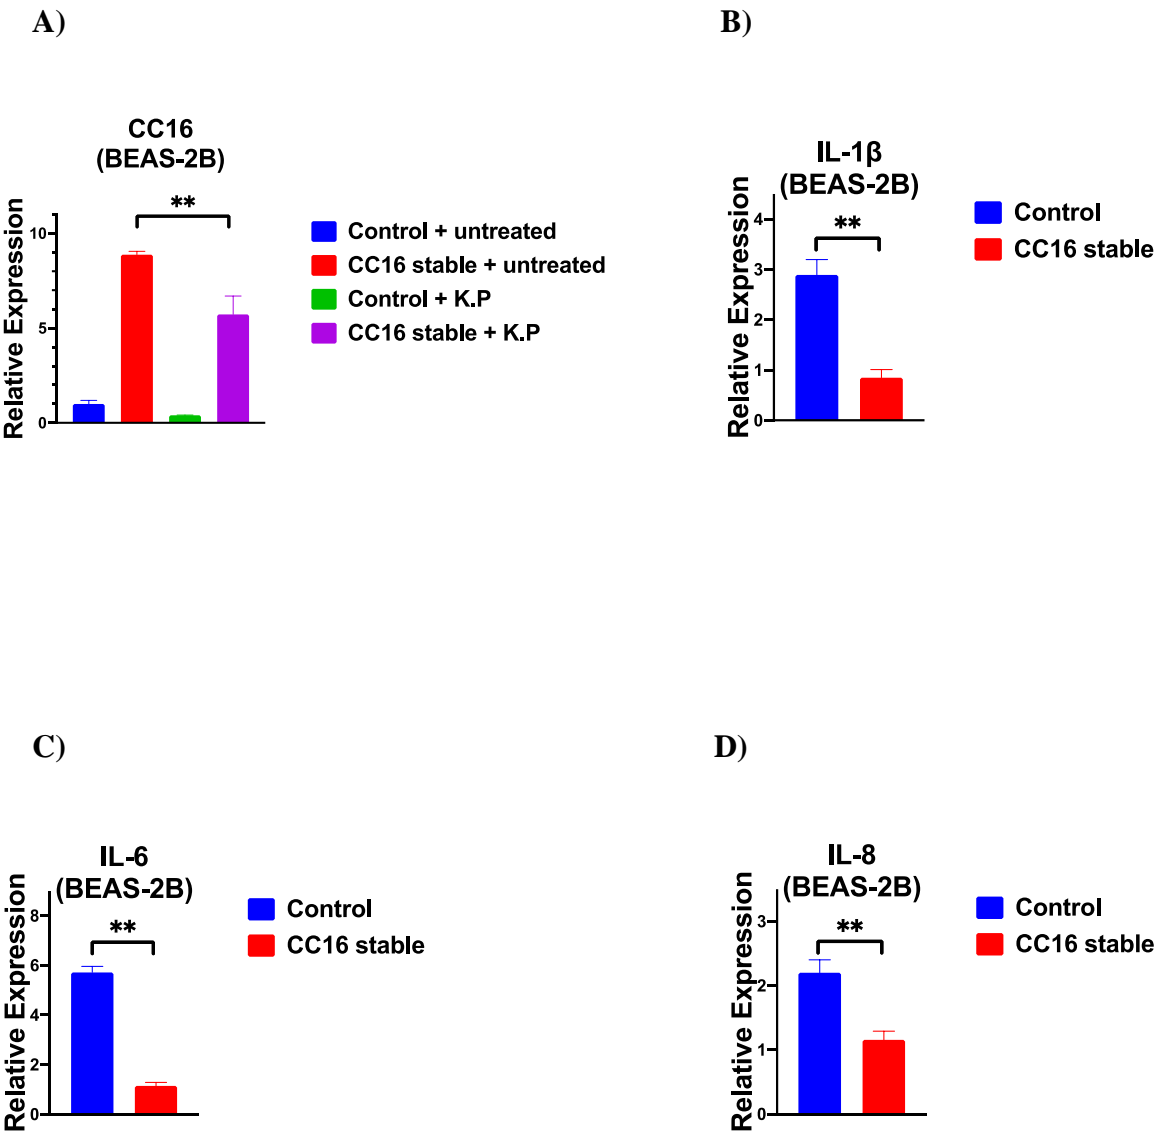 A)
CC16
(BEAS-2B)
**
Relative Expression
10
5
0
Control + untreated
CC16 stable + untreated
Control + K.P
CC16 stable + K.P
B)
IL-1β
(BEAS-2B)
**
Relative Expression
4
3
2
1
0
Control
CC16 stable
C)
IL-6
(BEAS-2B)
**
Relative Expression
8
6
4
2
0
Control
CC16 stable
D)
IL-8
(BEAS-2B)
**
Relative Expression
3
2
1
0
Control
CC16 stable